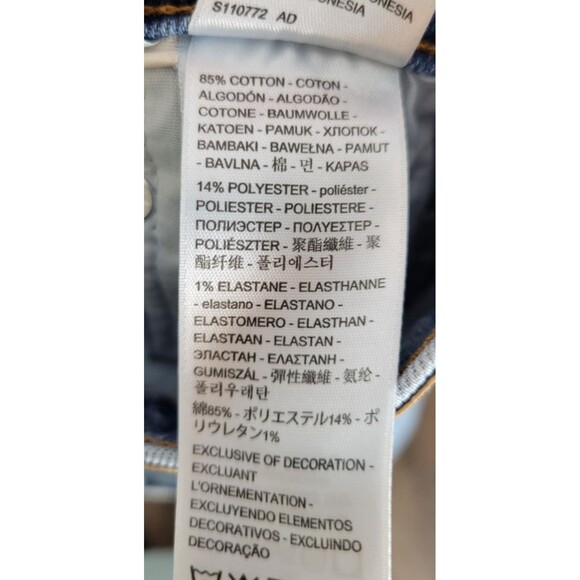 S110772 AD
85% COTTON - COTON -
ALGODÓN - ALGODÃO -
COTONE - BAUMWOLLE -
KATOEN - PAMUK - ХЛОПОК -
BAMBAKI - BAWEŁNA - PAMUT
- BAVLNA - 棉 - 면 - KAPAS
14% POLYESTER - poliéster -
POLIESTER - POLIESTERE -
ПОЛИЭСТЕР - ΠΟΛΥΕΣΤΕΡ -
POLIÉSZTER - 聚酯纖維 - 聚
酯纤维 - 폴리에스터
1% ELASTANE - ELASTHANNE
- elastano - ELASTANO -
ELASTOMERO - ELASTHAN -
ELASTAAN - ELASTAN -
ЭЛАСТАН - ΕΛΑΣΤΑΝΗ -
GUMISZÁL - 彈性纖維 - 氨纶 -
폴리우레탄
綿85% - ポリエステル14% - ポ
リウレタン1%
EXCLUSIVE OF DECORATION -
EXCLUANT
L'ORNEMENTATION -
EXCLUYENDO ELEMENTOS
DECORATIVOS - EXCLUINDO
DECORAÇÃO